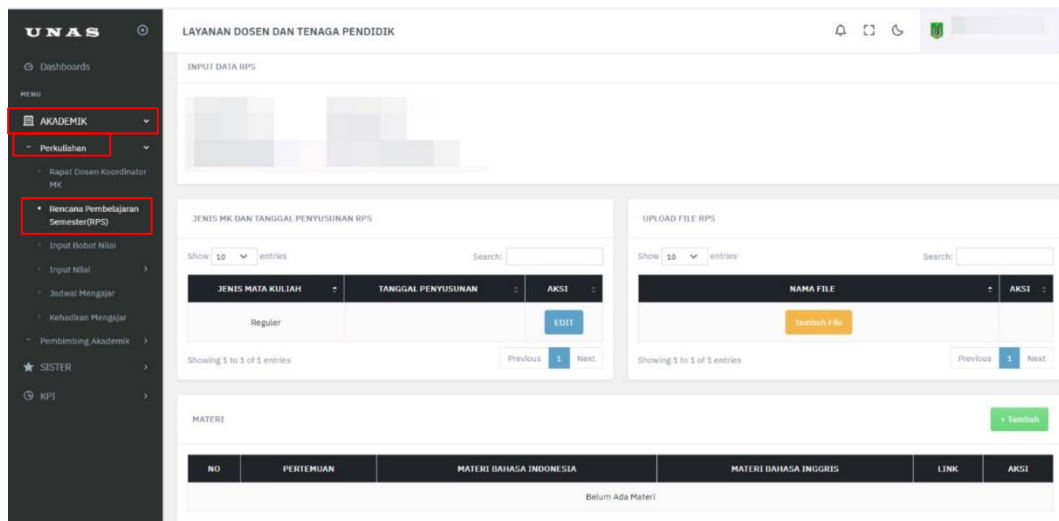 UNAS
LAYANAN DOSEN DAN TENAGA PENDIDIK
Dashboards
MENU
AKADEMIK
Perkuliahan
Rapat Dosen Koordinator
MK
Rencana Pembelajaran
Semester(RPS)
Input Bobot Nilai
Input Nilai
Jadwal Mengajar
Kehadiran Mengajar
Pembimbing Akademik
SISTER
KPI
INPUT DATA RPS
JENIS MK DAN TANGGAL PENYUSUNAN RPS
Show 10 entries Search:
JENIS MATA KULIAH TANGGAL PENYUSUNAN AKSI
Reguler EDIT
Showing 1 to 1 of 1 entries Previous 1 Next
UPLOAD FILE RPS
Show 10 entries Search:
NAMA FILE AKSI
Tambah File
Showing 1 to 1 of 1 entries Previous 1 Next
MATERI + Tambah
NO PERTEMUAN MATERI BAHASA INDONESIA MATERI BAHASA INGGRIS LINK AKSI
Belum Ada Materi